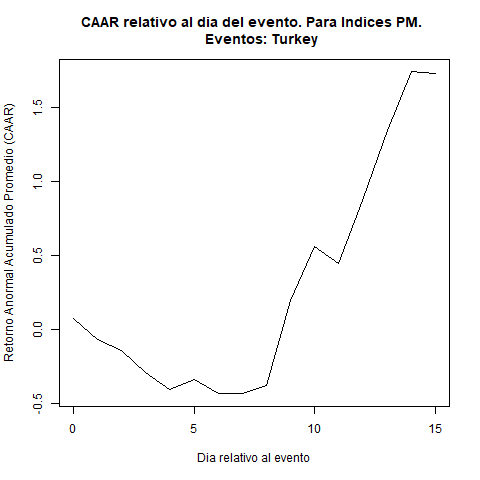 CAAR relativo al dia del evento. Para Indices PM.
Eventos: Turkey
Retorno Anormal Acumulado Promedio (CAAR)
1.5
1.0
0.5
0.0
-0.5
0 5 10 15
Dia relativo al evento